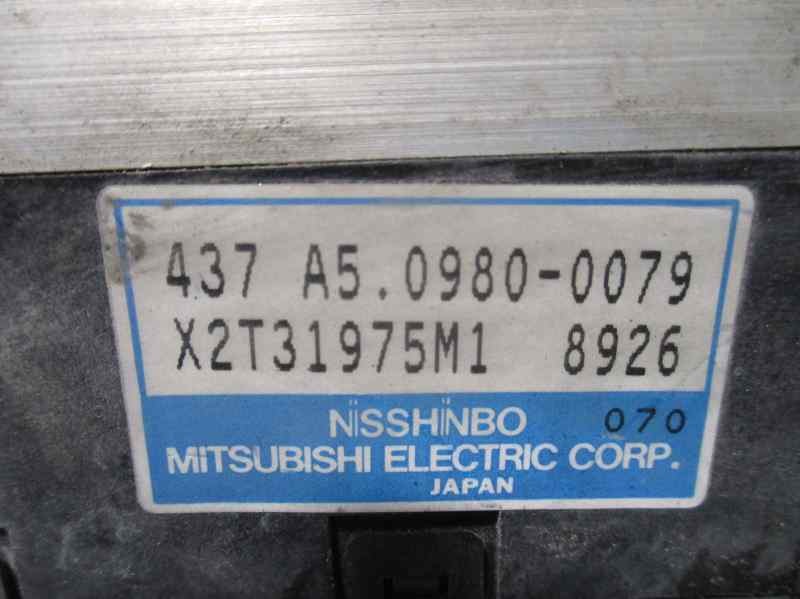 437 A5.0980-0079
X2T31975M1 8926
NISSHINBO 070
MITSUBISHI ELECTRIC CORP.
JAPAN